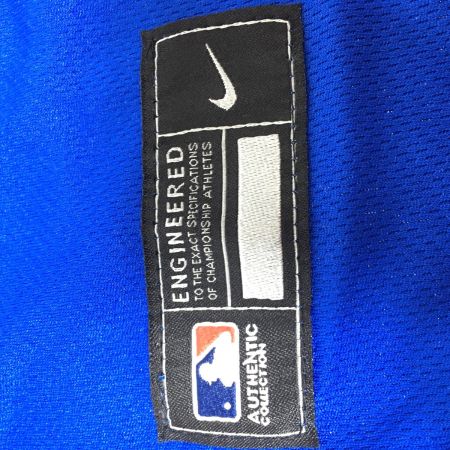 ENGINEERED
TO THE EXACT SPECIFICATIONS
OF CHAMPIONSHIP ATHLETES
AUTHENTIC
COLLECTION